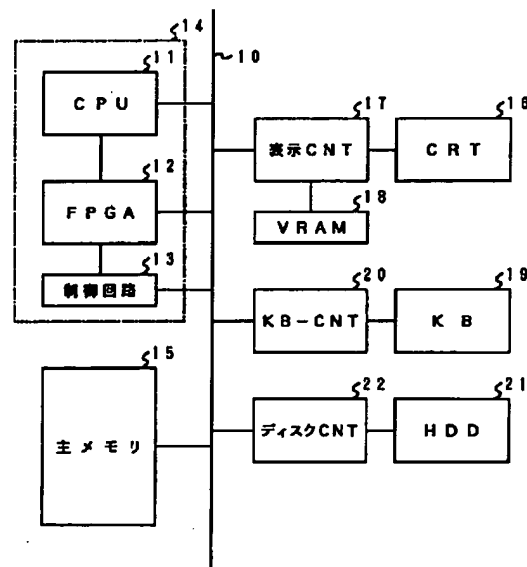 14
11
CPU
12
FPGA
13
制御回路
15
主メモリ
10
17
表示CNT
16
CRT
18
VRAM
20
KB-CNT
19
KB
22
ディスクCNT
21
HDD